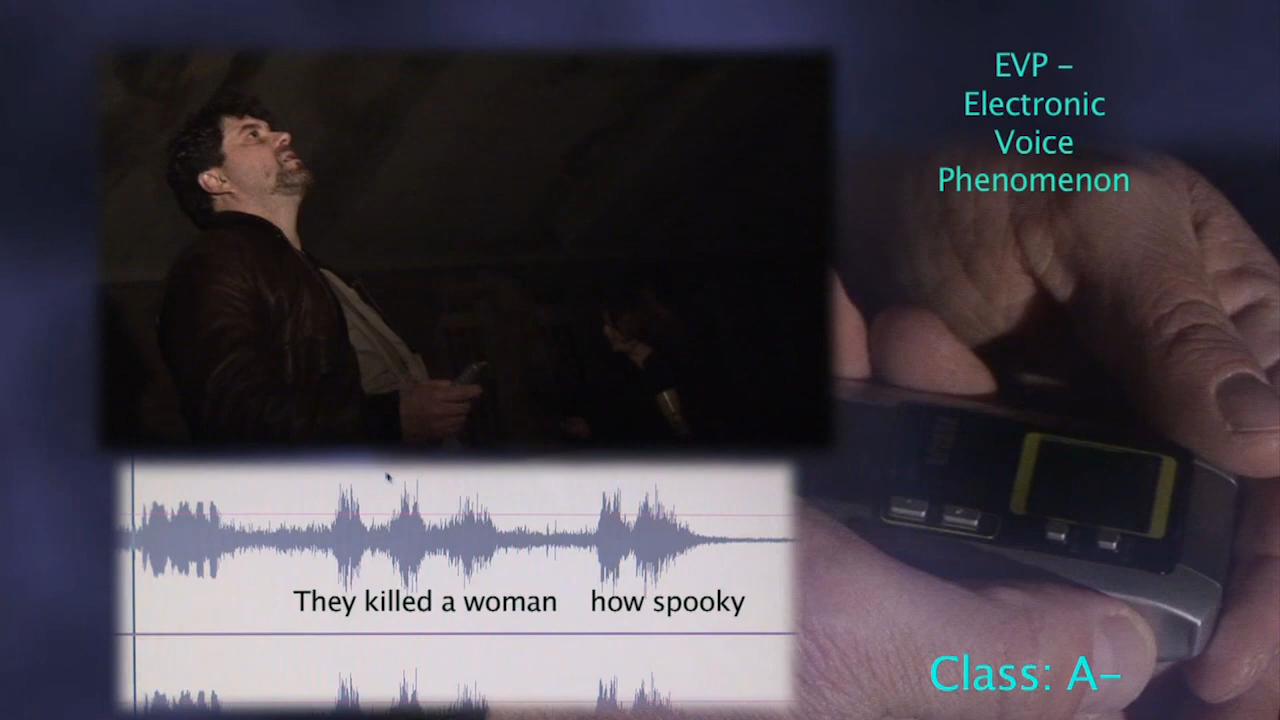 EVP –
Electronic
Voice
Phenomenon
They killed a woman how spooky
Class: A–